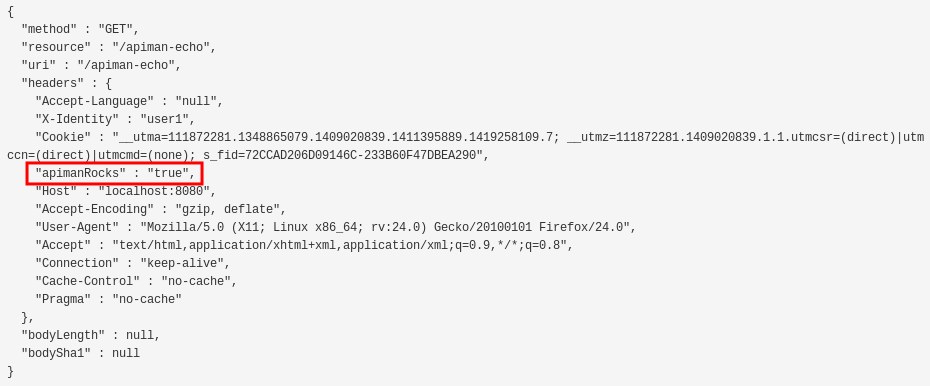 {
  "method" : "GET",
  "resource" : "/apiman-echo",
  "uri" : "/apiman-echo",
  "headers" : {
    "Accept-Language" : "null",
    "X-Identity" : "user1",
    "Cookie" : "__utma=111872281.1348865079.1409020839.1411395889.1419258109.7; __utmz=111872281.1409020839.1.1.utmcsr=(direct)|utm
ccn=(direct)|utmcmd=(none); s_fid=72CCAD206D09146C-233B60F47DBEA290",
    "apimanRocks" : "true",
    "Host" : "localhost:8080",
    "Accept-Encoding" : "gzip, deflate",
    "User-Agent" : "Mozilla/5.0 (X11; Linux x86_64; rv:24.0) Gecko/20100101 Firefox/24.0",
    "Accept" : "text/html,application/xhtml+xml,application/xml;q=0.9,*/*;q=0.8",
    "Connection" : "keep-alive",
    "Cache-Control" : "no-cache",
    "Pragma" : "no-cache"
  },
  "bodyLength" : null,
  "bodySha1" : null
}